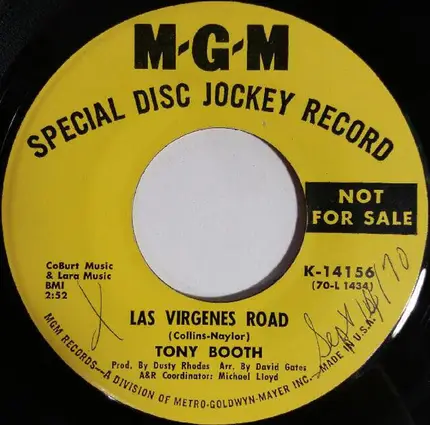 M-G-M
SPECIAL DISC JOCKEY RECORD
NOT
FOR SALE
CoBurt Music
& Lara Music
BMI
2:52
K-14156
(70-L 1434)
X
LAS VIRGENES ROAD
(Collins-Naylor)
TONY BOOTH
Prod. By Dusty Rhodes Arr. By David Gates
A&R Coordinator: Michael Lloyd
MGM RECORDS—A DIVISION OF METRO-GOLDWYN-MAYER INC.—MADE IN U.S.A.